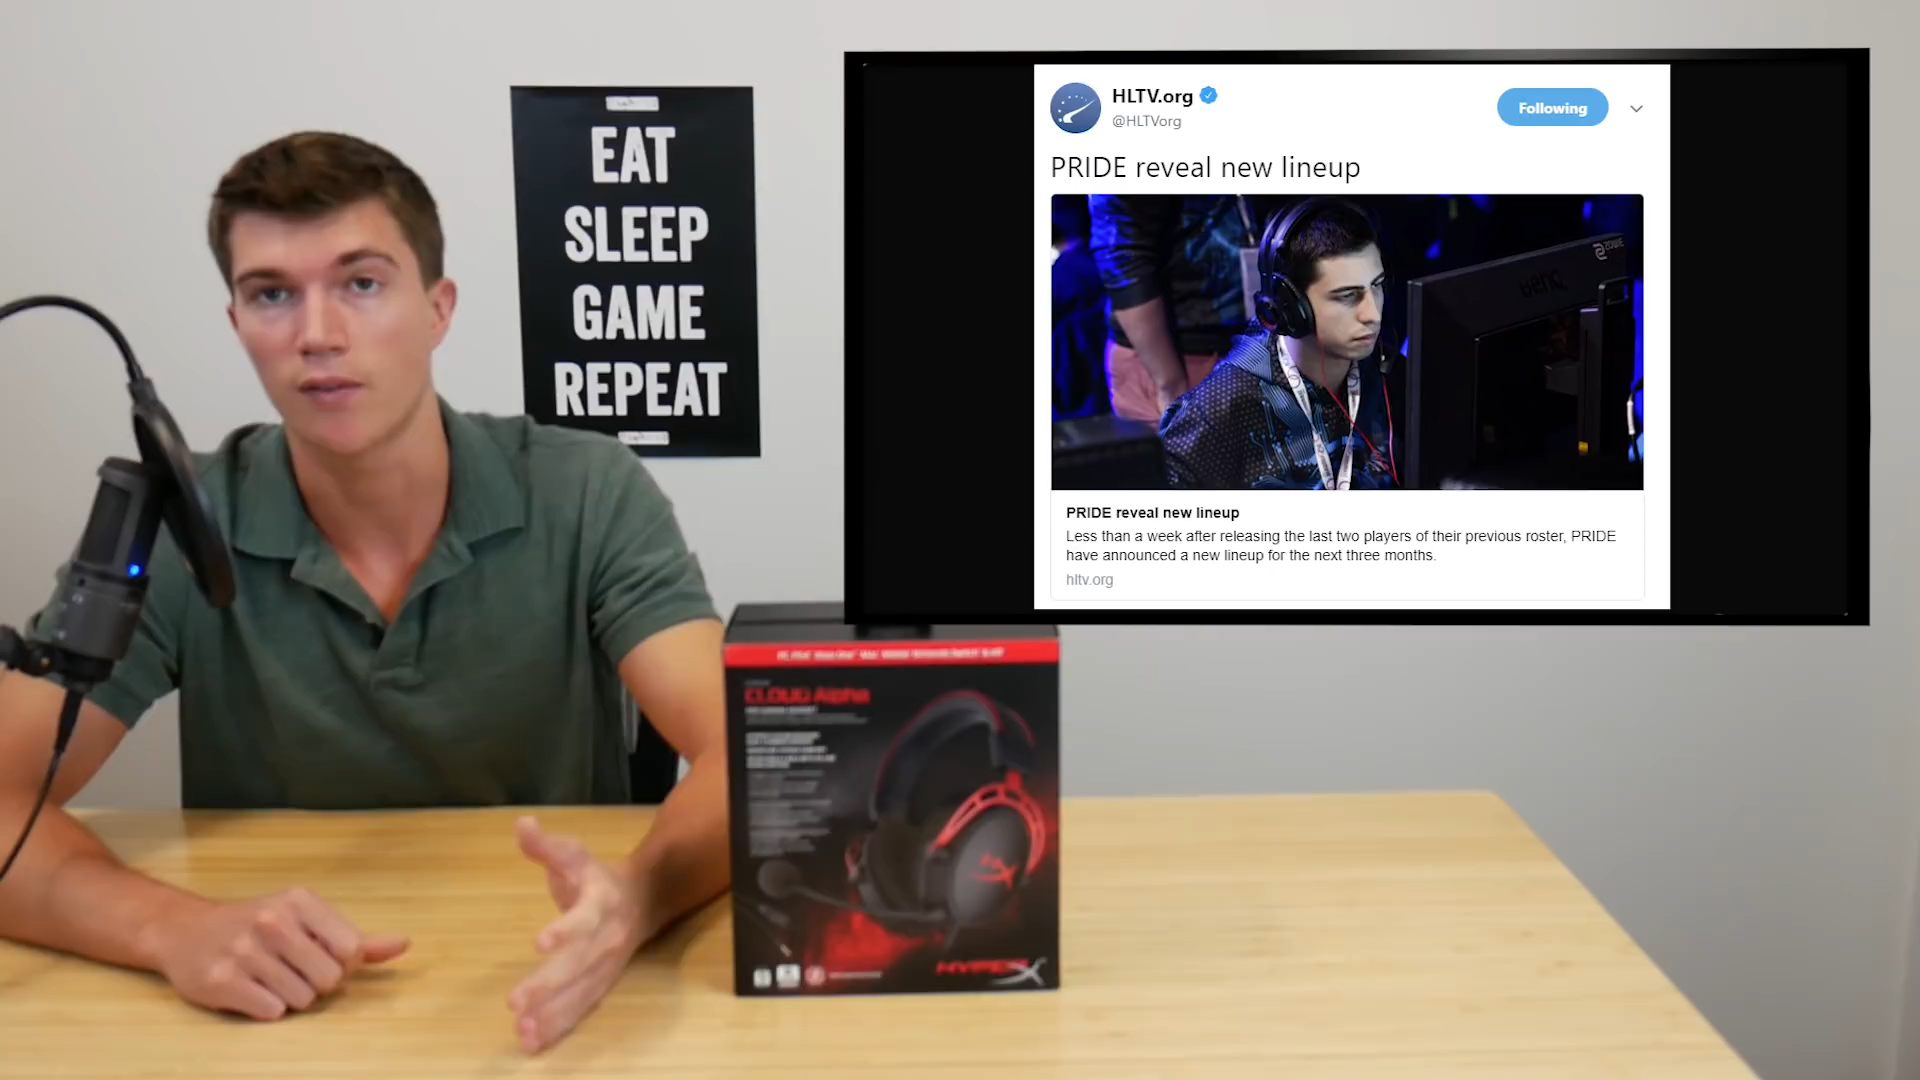 EAT
SLEEP
GAME
REPEAT
HLTV.org
@HLTVorg
Following
PRIDE reveal new lineup
ZOWIE
BenQ
PRIDE reveal new lineup
Less than a week after releasing the last two players of their previous roster, PRIDE
have announced a new lineup for the next three months.
hltv.org
CLOUD Alpha
HYPERX